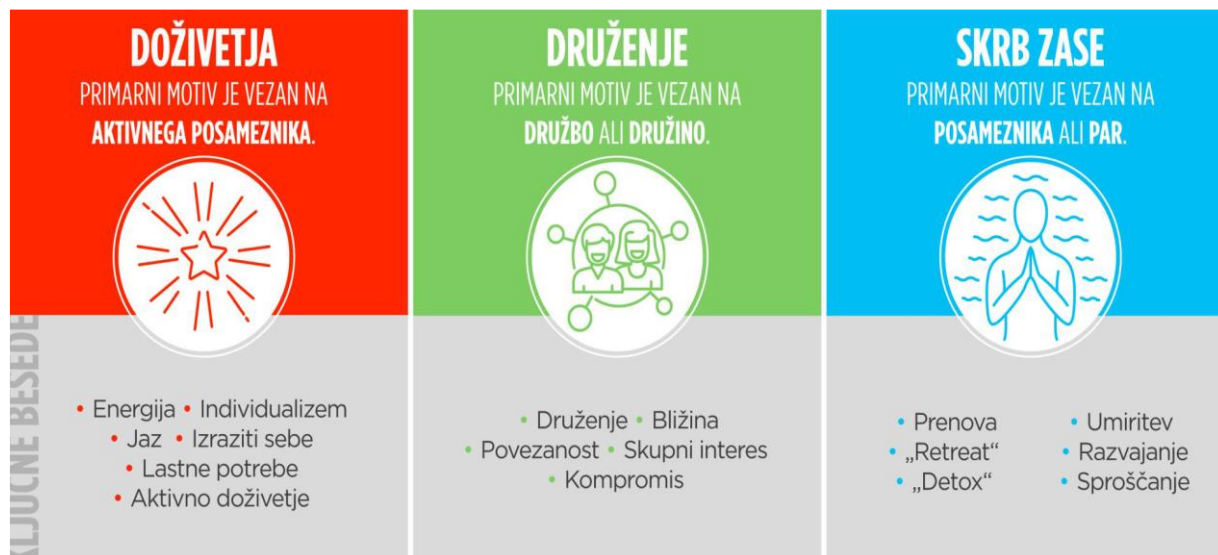 DOŽIVETJA
PRIMARNI MOTIV JE VEZAN NA
AKTIVNEGA POSAMEZNIKA.
DRUŽENJE
PRIMARNI MOTIV JE VEZAN NA
DRUŽBO ALI DRUŽINO.
SKRB ZASE
PRIMARNI MOTIV JE VEZAN NA
POSAMEZNIKA ALI PAR.
KLJUČNE BESEDE
• Energija • Individualizem
• Jaz • Izraziti sebe
• Lastne potrebe
• Aktivno doživetje
• Druženje • Bližina
• Povezanost • Skupni interes
• Kompromis
• Prenova
• „Retreat“
• „Detox“
• Umiritev
• Razvajanje
• Sproščanje